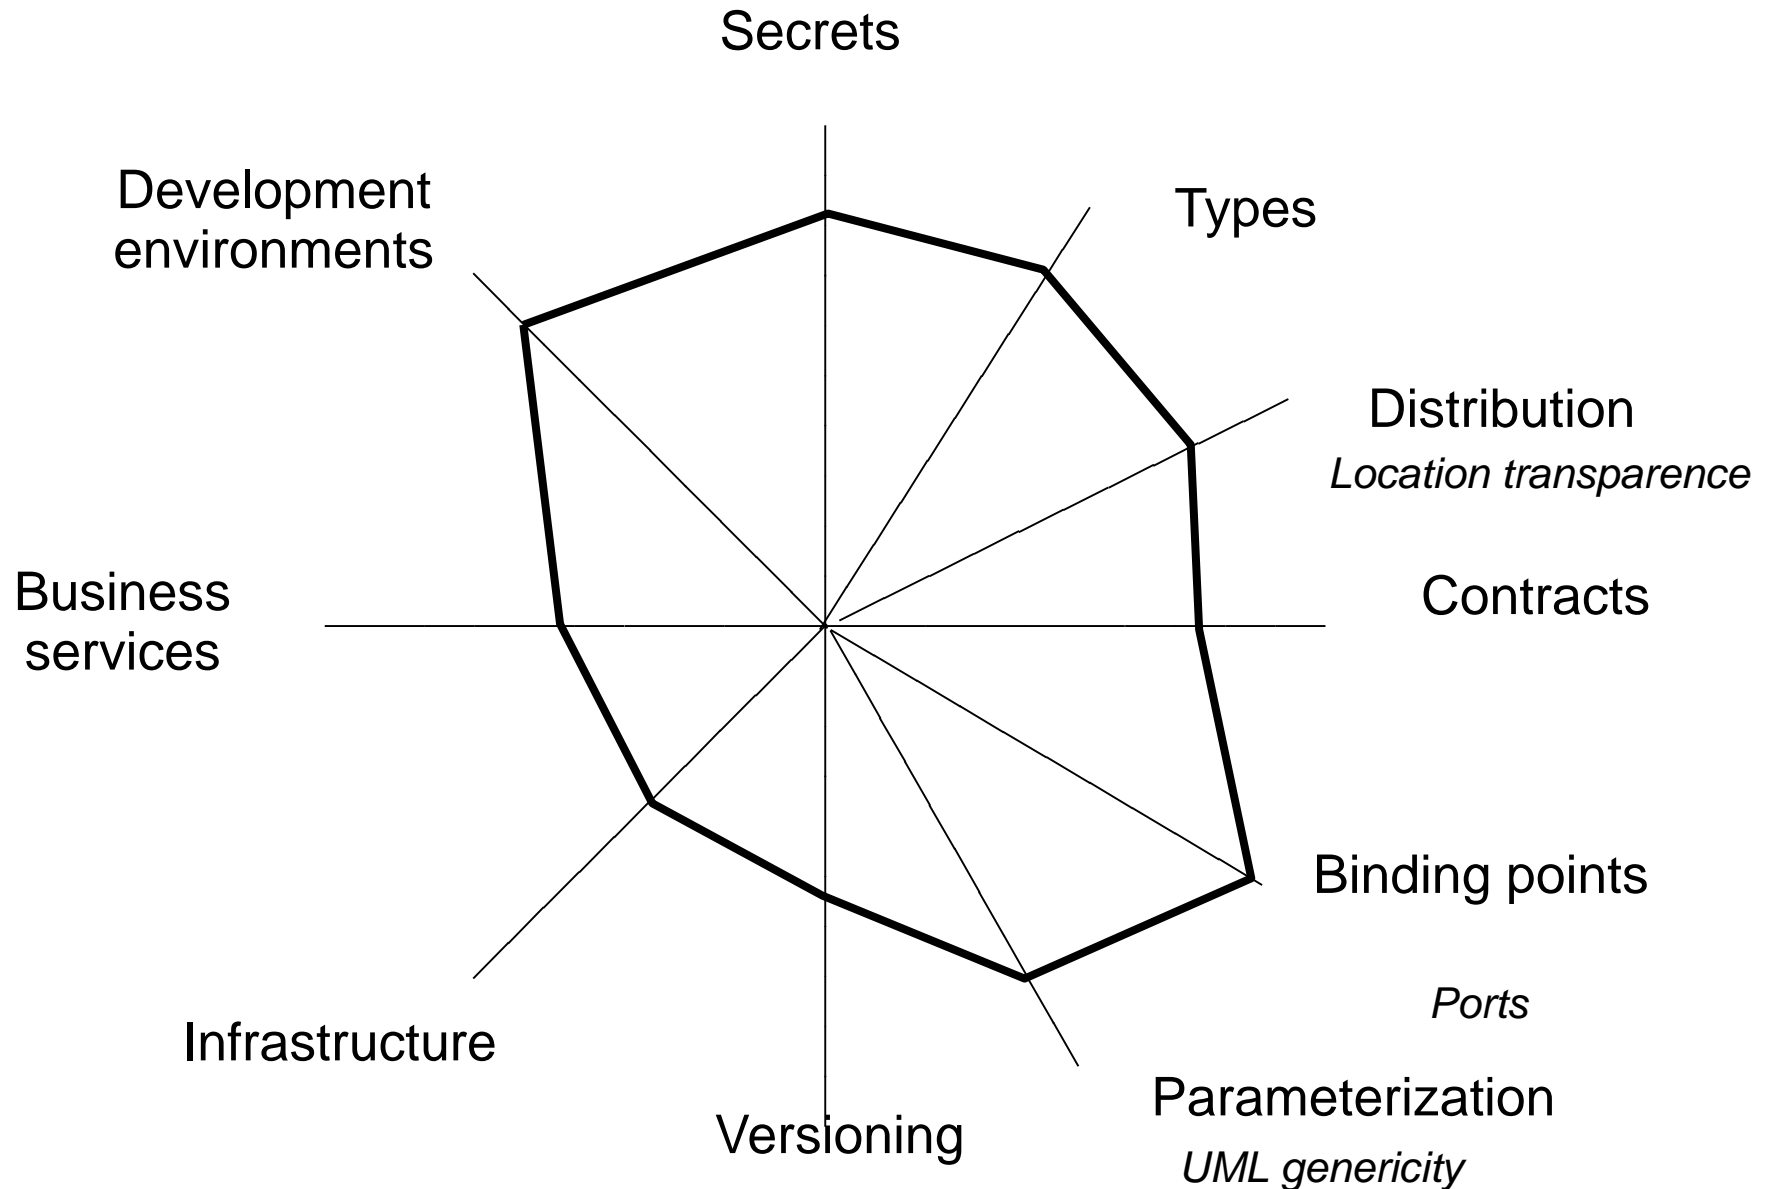 Secrets
Development
environments
Types
Distribution
Location transparence
Business
services
Contracts
Binding points
Ports
Infrastructure
Parameterization
Versioning
UML genericity